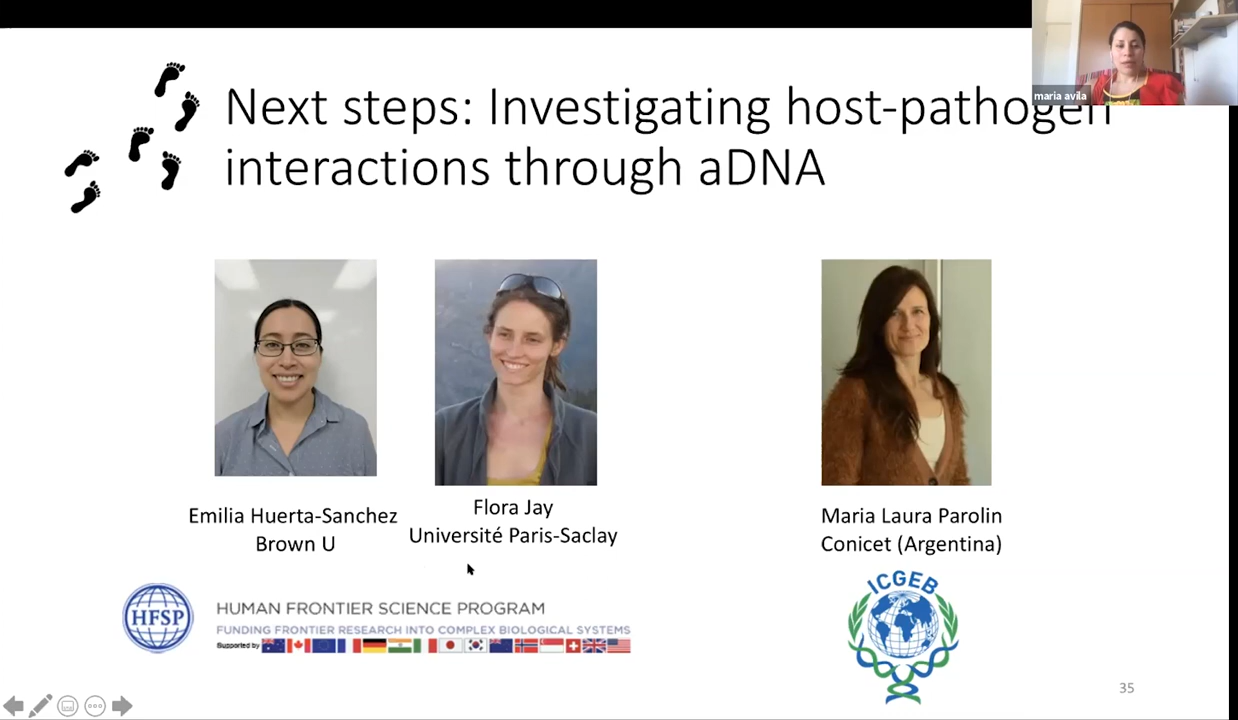 maria avila
Next steps: Investigating host-pathogen
interactions through aDNA
Emilia Huerta-Sanchez
Brown U
Flora Jay
Université Paris-Saclay
Maria Laura Parolin
Conicet (Argentina)
HFSP
HUMAN FRONTIER SCIENCE PROGRAM
FUNDING FRONTIER RESEARCH INTO COMPLEX BIOLOGICAL SYSTEMS
Supported by
ICGEB
35